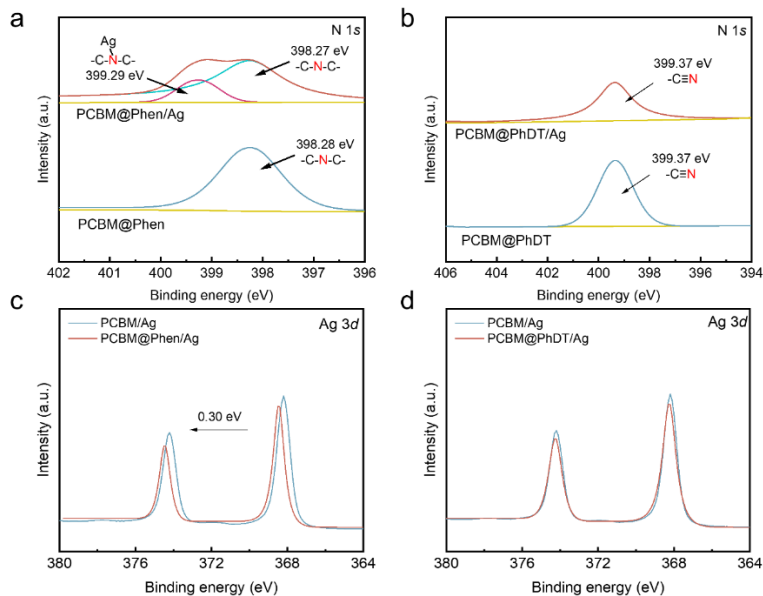 a
N 1s
Ag
-C-N-C-
399.29 eV
398.27 eV
-C-N-C-
PCBM@Phen/Ag
398.28 eV
-C-N-C-
PCBM@Phen
Intensity (a.u.)
402 401 400 399 398 397 396
Binding energy (eV)
b
N 1s
399.37 eV
-C≡N
PCBM@PhDT/Ag
399.37 eV
-C≡N
PCBM@PhDT
Intensity (a.u.)
406 404 402 400 398 396 394
Binding energy (eV)
c
PCBM/Ag
PCBM@Phen/Ag
Ag 3d
0.30 eV
Intensity (a.u.)
380 376 372 368 364
Binding energy (eV)
d
PCBM/Ag
PCBM@PhDT/Ag
Ag 3d
Intensity (a.u.)
380 376 372 368 364
Binding energy (eV)